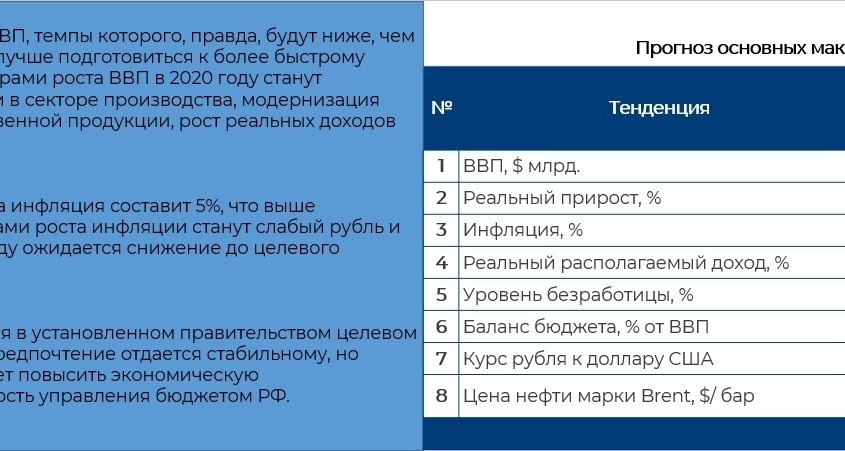 ВП, темпы которого, правда, будут ниже, чем
лучше подготовиться к более быстрому
рами роста ВВП в 2020 году станут
и в секторе производства, модернизация
венной продукции, рост реальных доходов
а инфляция составит 5%, что выше
ами роста инфляции станут слабый рубль и
ду ожидается снижение до целевого
я в установленном правительством целевом
редпочтение отдается стабильному, но
ет повысить экономическую
ость управления бюджетом РФ.
Прогноз основных мак
№ Тенденция
1 ВВП, $ млрд.
2 Реальный прирост, %
3 Инфляция, %
4 Реальный располагаемый доход, %
5 Уровень безработицы, %
6 Баланс бюджета, % от ВВП
7 Курс рубля к доллару США
8 Цена нефти марки Brent, $/ бар